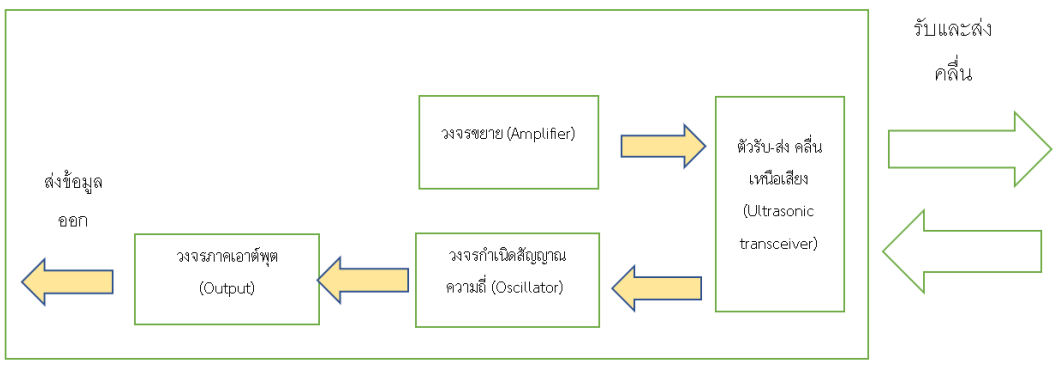 รับและส่ง
คลื่น
วงจรขยาย (Amplifier)
ตัวรับ-ส่ง คลื่น
เหนือเสียง
(Ultrasonic
transceiver)
ส่งข้อมูล
ออก
วงจรภาคเอาต์พุต
(Output)
วงจรกำเนิดสัญญาณ
ความถี่ (Oscillator)